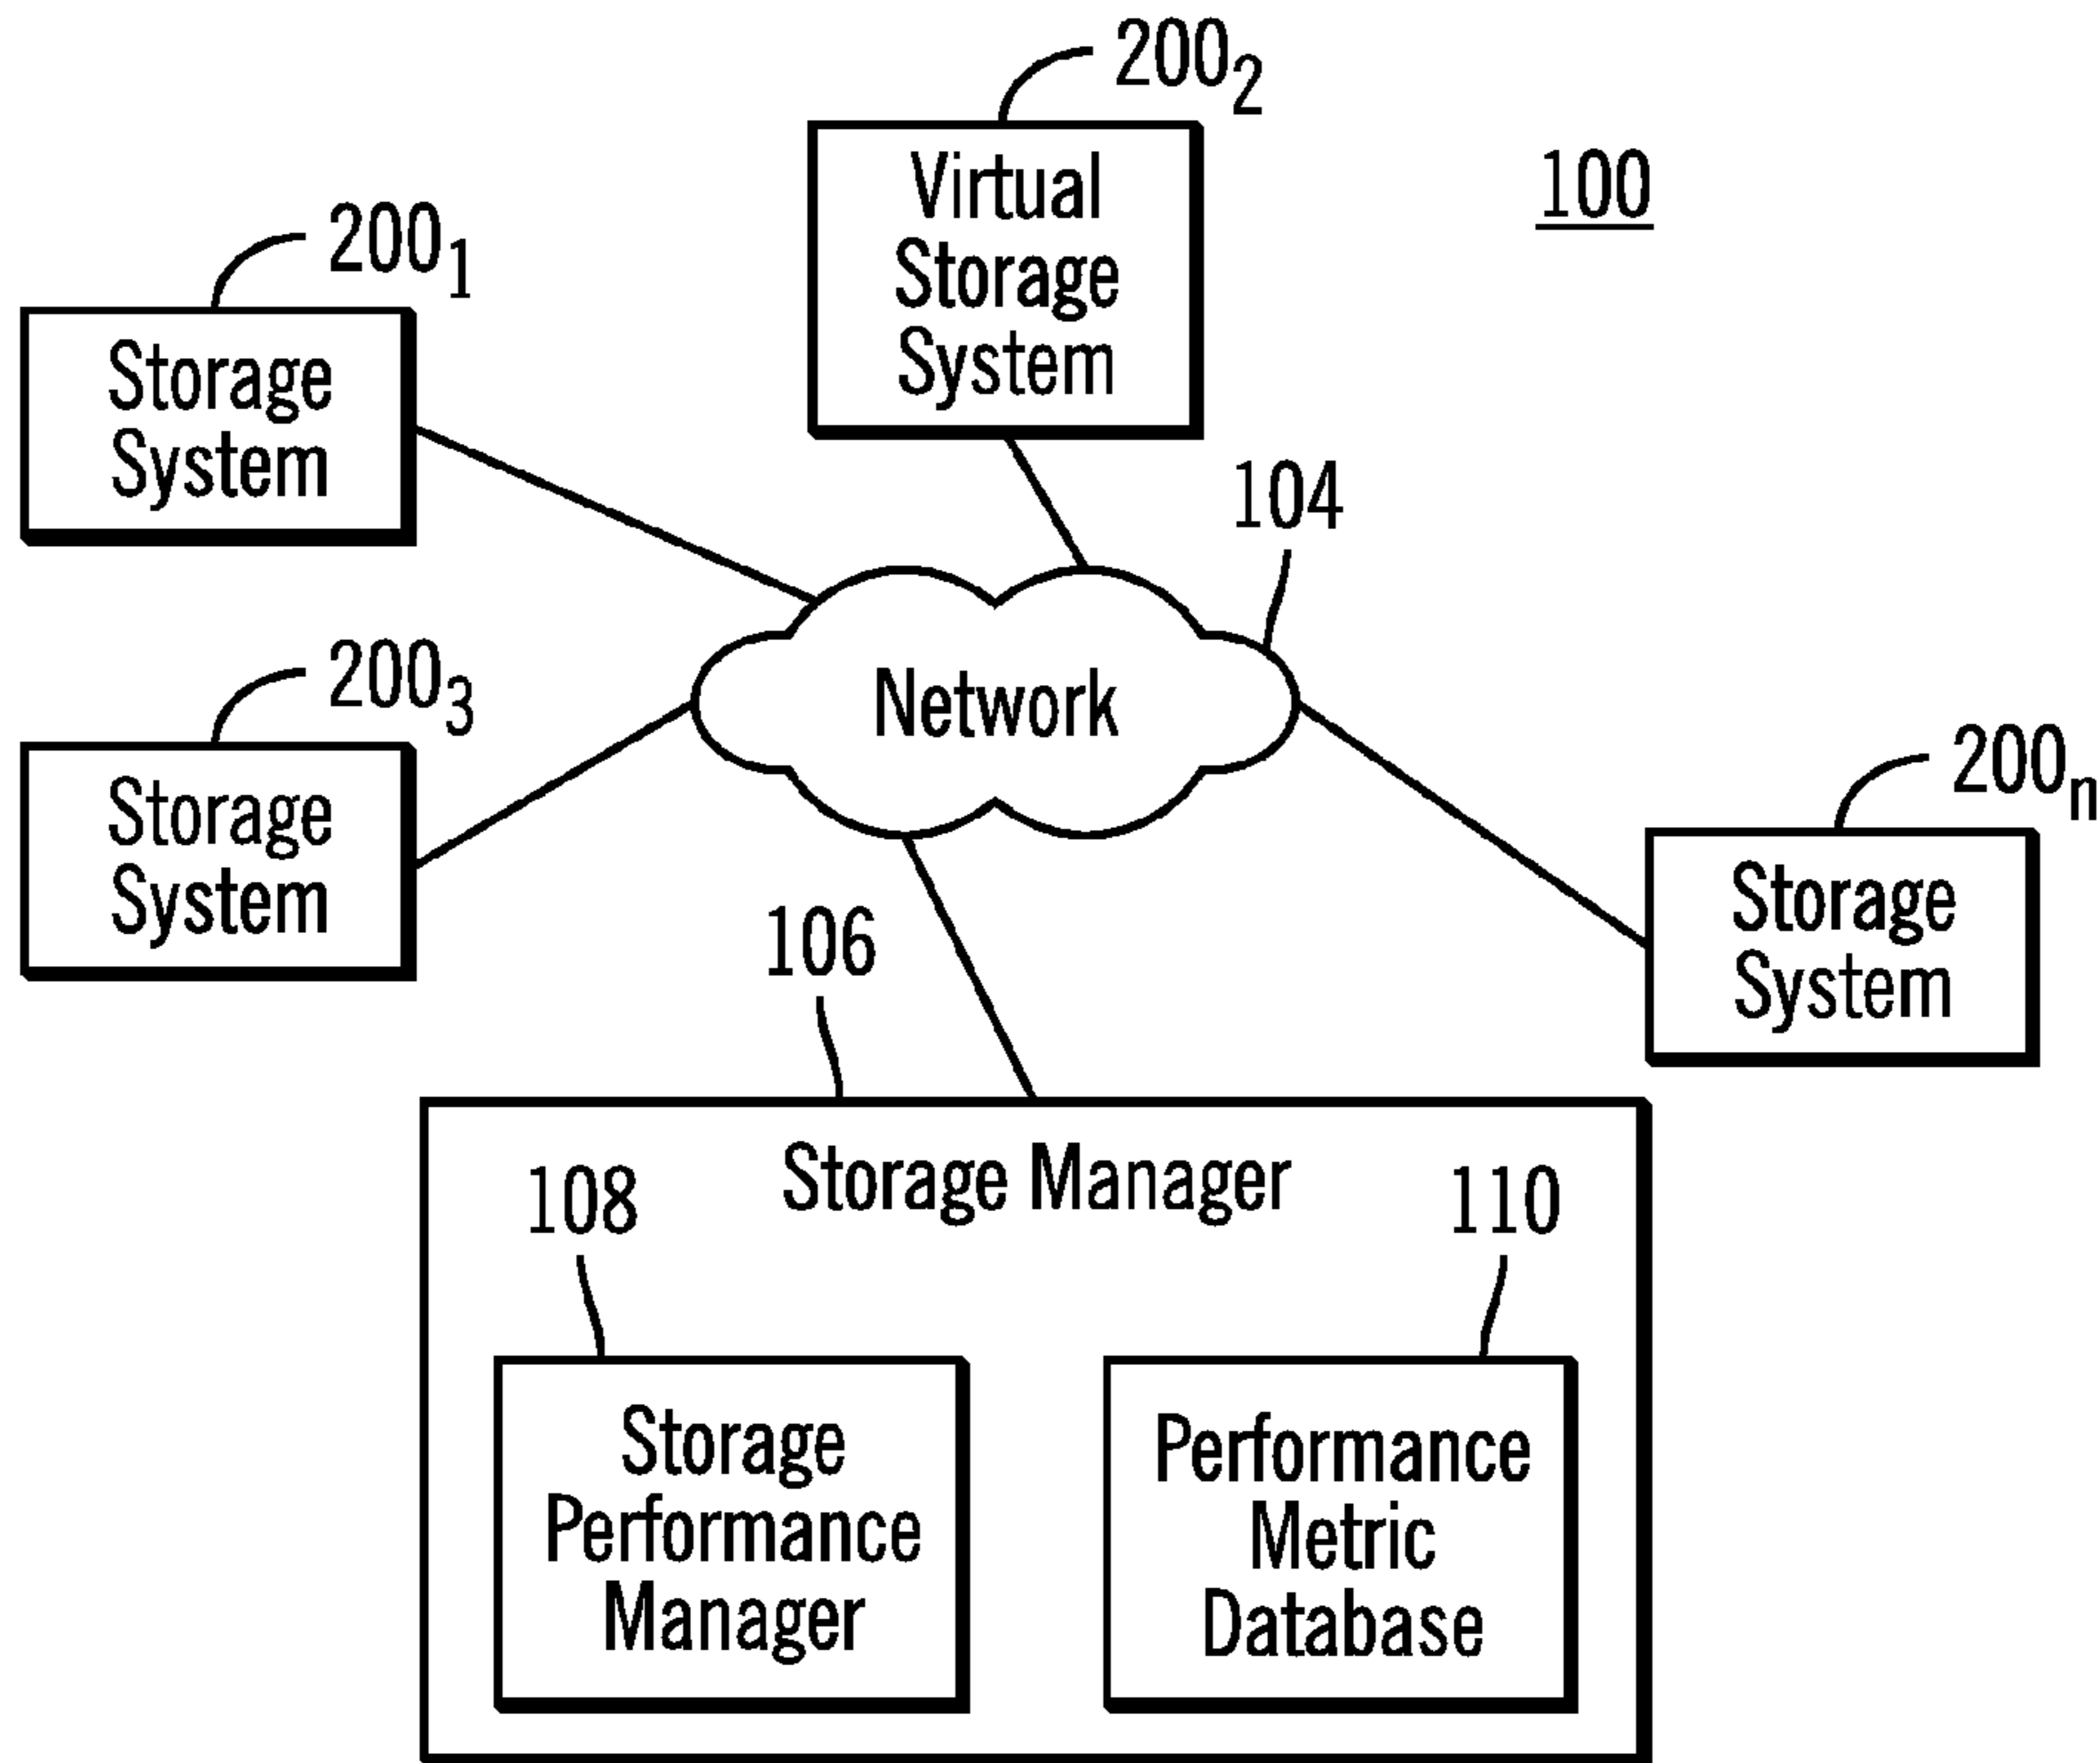 200₂
Virtual
Storage
System
100
200₁
Storage
System
104
200₃
Storage
System
Network
200ₙ
Storage
System
106
Storage Manager
108
110
Storage
Performance
Manager
Performance
Metric
Database